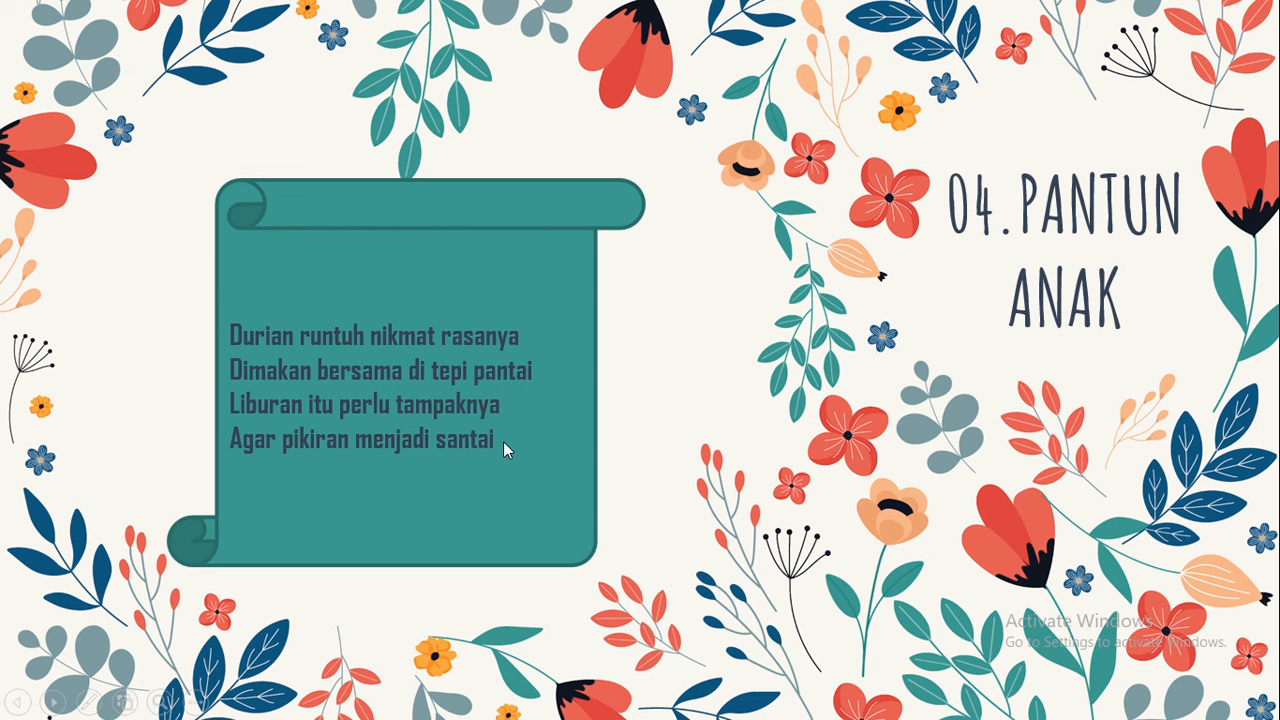 Durian runtuh nikmat rasanya
Dimakan bersama di tepi pantai
Liburan itu perlu tampaknya
Agar pikiran menjadi santai
04.PANTUN
ANAK
Activate Windows
Go to Settings to activate Windows.